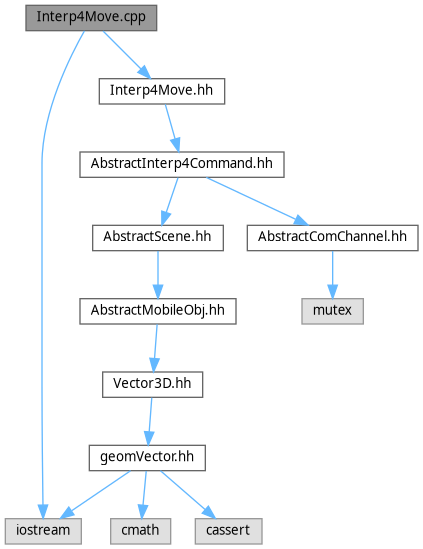 Interp4Move.cpp
Interp4Move.hh
AbstractInterp4Command.hh
AbstractScene.hh
AbstractComChannel.hh
AbstractMobileObj.hh
mutex
Vector3D.hh
geomVector.hh
iostream
cmath
cassert